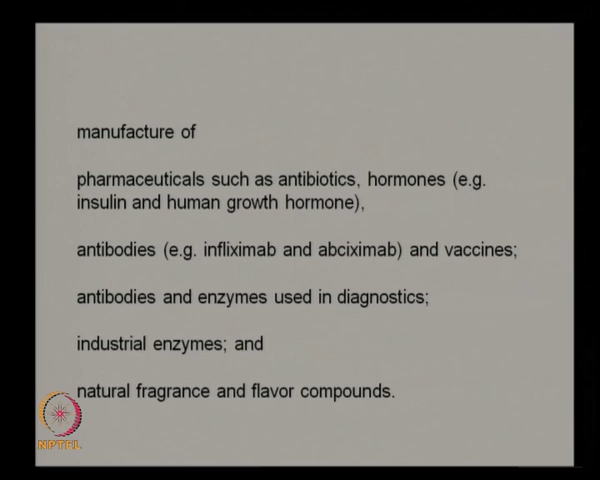 manufacture of
pharmaceuticals such as antibiotics, hormones (e.g.
insulin and human growth hormone),
antibodies (e.g. infliximab and abciximab) and vaccines;
antibodies and enzymes used in diagnostics;
industrial enzymes; and
natural fragrance and flavor compounds.
NPTEL